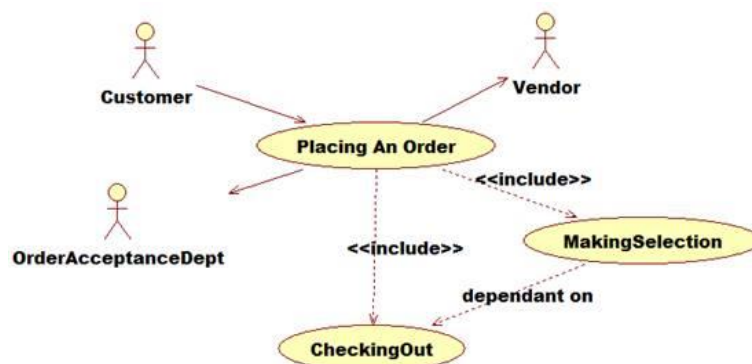 Customer
Vendor
Placing An Order
<<include>>
OrderAcceptanceDept
<<include>>
MakingSelection
dependant on
CheckingOut